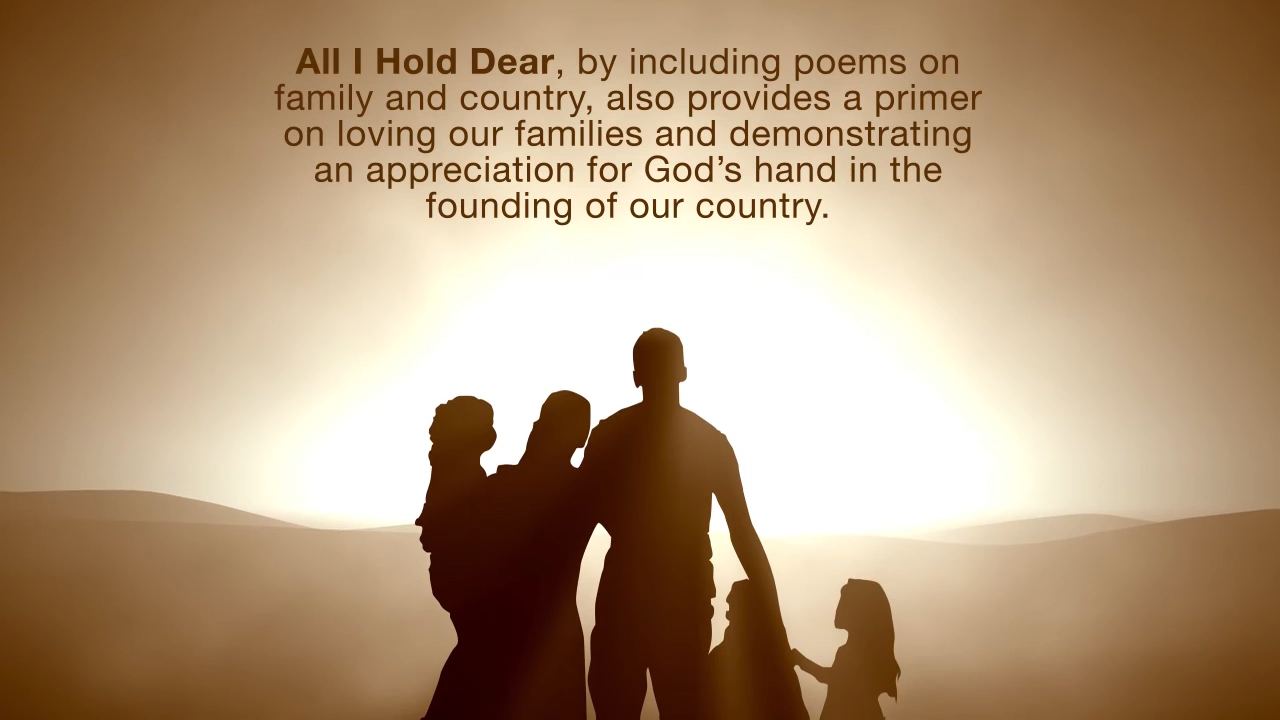 All I Hold Dear, by including poems on
family and country, also provides a primer
on loving our families and demonstrating
an appreciation for God’s hand in the
founding of our country.